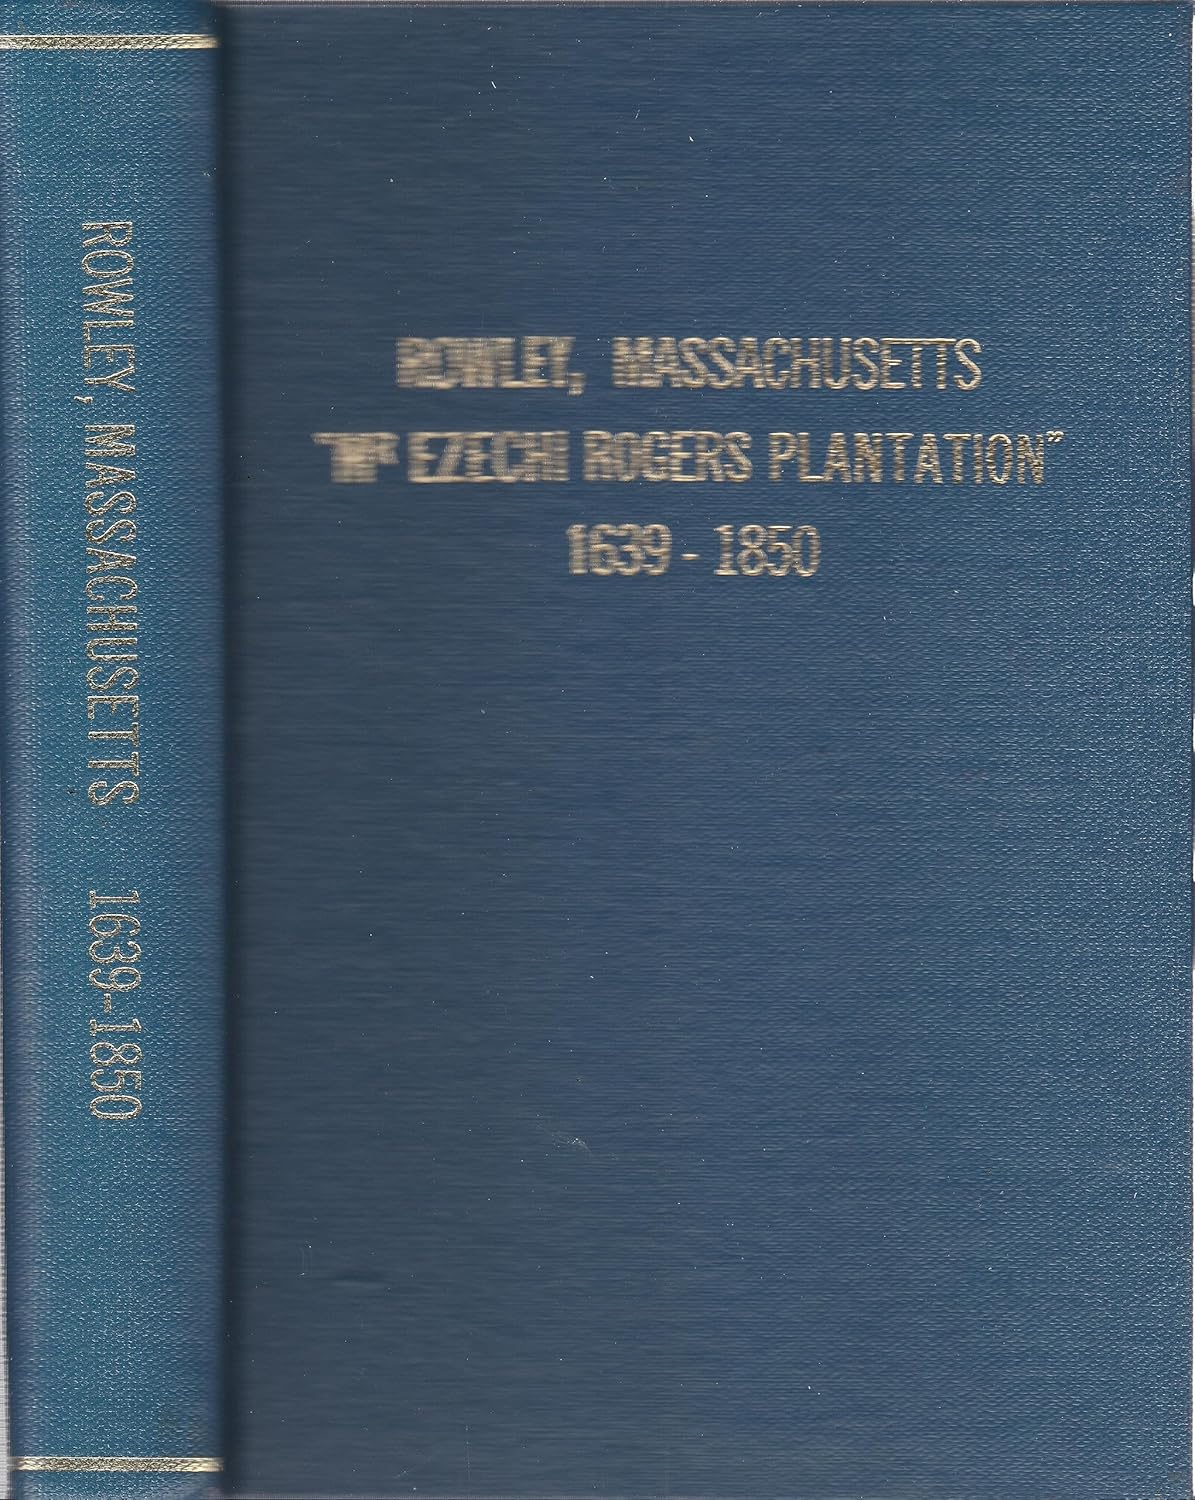 ROWLEY, MASSACHUSETTS 1639-1850
ROWLEY, MASSACHUSETTS
"Mr EZECHI ROGERS PLANTATION"
1639 - 1850